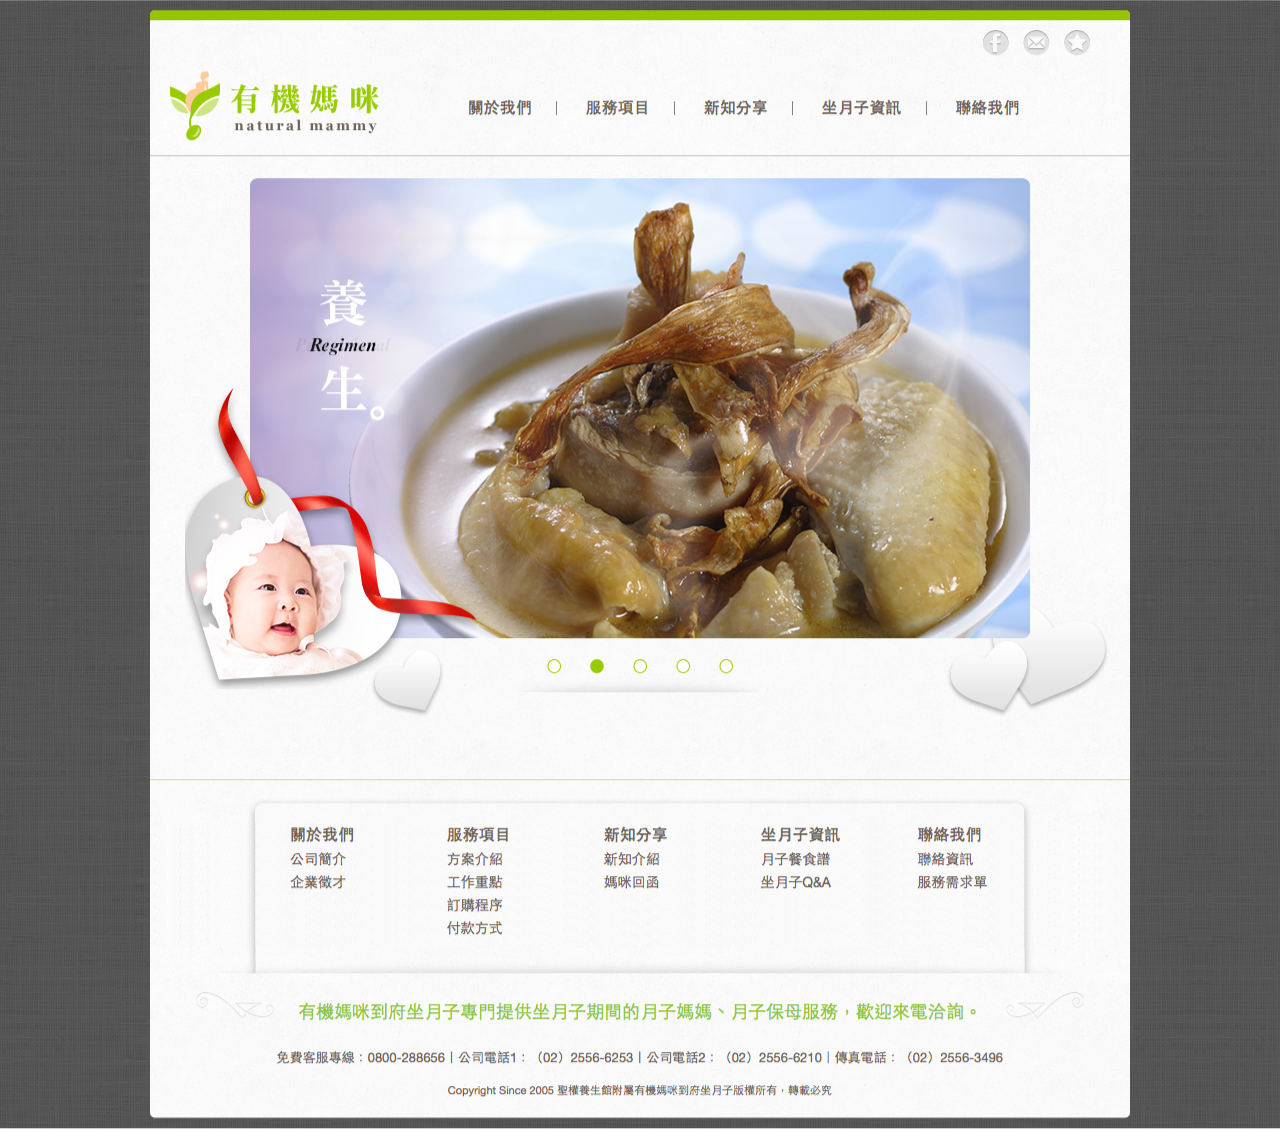 有機媽咪
natural mammy
關於我們 | 服務項目 | 新知分享 | 坐月子資訊 | 聯絡我們
養
Regimen
生。
關於我們
公司簡介
企業徵才
服務項目
方案介紹
工作重點
訂購程序
付款方式
新知分享
新知介紹
媽咪回函
坐月子資訊
月子餐食譜
坐月子Q&A
聯絡我們
聯絡資訊
服務需求單
有機媽咪到府坐月子專門提供坐月子期間的月子媽媽、月子保母服務，歡迎來電洽詢。
免費客服專線：0800-288656 | 公司電話1：（02）2556-6253 | 公司電話2：（02）2556-6210 | 傳真電話：（02）2556-3496
Copyright Since 2005 聖權養生館附屬有機媽咪到府坐月子版權所有，轉載必究